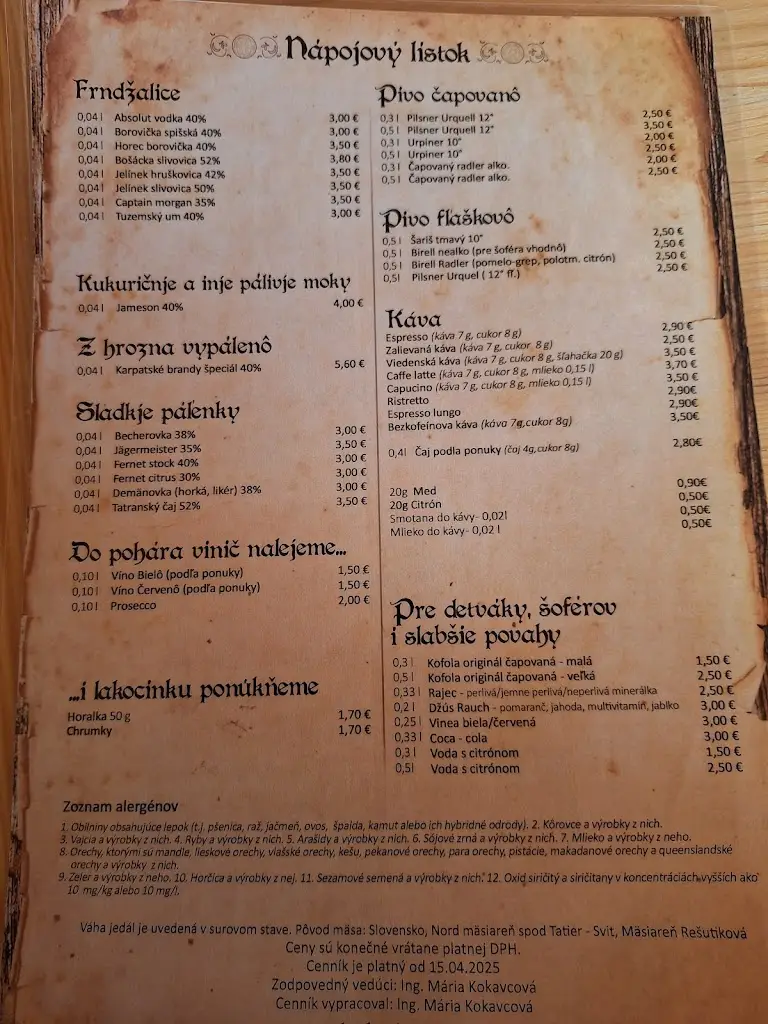 Nápojový lístok
Frndžalice
0,04 l Absolut vodka 40% 3,00 €
0,04 l Borovička spišská 40% 3,00 €
0,04 l Horec borovička 40% 3,50 €
0,04 l Bošácka slivovica 52% 3,80 €
0,04 l Jelínek hruškovica 42% 3,50 €
0,04 l Jelínek slivovica 50% 3,50 €
0,04 l Captain morgan 35% 3,50 €
0,04 l Tuzemský um 40% 3,00 €
Kukuričnje a inje pálivje moky
0,04 l Jameson 40% 4,00 €
Z hrozna vypálenô
0,04 l Karpatské brandy špeciál 40% 5,60 €
Sladkje pálenky
0,04 l Becherovka 38% 3,00 €
0,04 l Jägermeister 35% 3,50 €
0,04 l Fernet stock 40% 3,00 €
0,04 l Fernet citrus 30% 3,00 €
0,04 l Demänovka (horká, likér) 38% 3,00 €
0,04 l Tatranský čaj 52% 3,50 €
Do pohára vinič nalejeme...
0,10 l Víno Bielô (podľa ponuky) 1,50 €
0,10 l Víno Červenô (podľa ponuky) 1,50 €
0,10 l Prosecco 2,00 €
...i lakocinku ponúkňeme
Horalka 50 g 1,70 €
Chrumky 1,70 €
Pivo čapovanô
0,3 l Pilsner Urquell 12° 2,50 €
0,5 l Pilsner Urquell 12° 3,50 €
0,3 l Urpiner 10° 2,00 €
0,5 l Urpiner 10° 2,50 €
0,3 l Čapovaný radler alko. 2,00 €
0,5 l Čapovaný radler alko. 2,50 €
Pivo flaškovô
0,5 l Šariš tmavý 10° 2,50 €
0,5 l Birell nealko (pre šoféra vhodnô) 2,50 €
0,5 l Birell Radler (pomelo-grep, polotm. citrón) 2,50 €
0,5l Pilsner Urquel ( 12° fľ.) 2,50 €
Káva
Espresso (káva 7 g, cukor 8 g) 2,90 €
Zalievaná káva (káva 7 g, cukor 8 g) 2,50 €
Viedenská káva (káva 7 g, cukor 8 g, šľahačka 20 g) 3,50 €
Caffe latte (káva 7 g, cukor 8 g, mlieko 0,15 l) 3,70 €
Capucino (káva 7 g, cukor 8 g, mlieko 0,15 l) 3,50 €
Ristretto 2,90€
Espresso lungo 2,90€
Bezkofeínova káva (káva 7g,cukor 8g) 3,50€
0,4l Čaj podla ponuky (čaj 4g,cukor 8g) 2,80€
20g Med 0,90€
20g Citrón 0,50€
Smotana do kávy- 0,02l 0,50€
Mlieko do kávy- 0,02 l 0,50€
Pre detváky, šoférov
i slabšie povahy
0,3 l Kofola originál čapovaná - malá 1,50 €
0,5 l Kofola originál čapovaná - veľká 2,50 €
0,33 l Rajec - perlivá/jemne perlivá/neperlivá minerálka 2,50 €
0,2 l Džús Rauch - pomaranč, jahoda, multivitamiň, jablko 3,00 €
0,25 l Vinea biela/červená 3,00 €
0,33 l Coca - cola 3,00 €
0,3 l Voda s citrónom 1,50 €
0,5l Voda s citrónom 2,50 €
Zoznam alergénov
1. Obilniny obsahujúce lepok (t.j. pšenica, raž, jačmeň, ovos, špalda, kamut alebo ich hybridné odrody). 2. Kôrovce a výrobky z nich.
3. Vajcia a výrobky z nich. 4. Ryby a výrobky z nich. 5. Arašidy a výrobky z nich. 6. Sójové zrná a výrobky z nich. 7. Mlieko a výrobky z neho.
8. Orechy, ktorými sú mandle, lieskové orechy, vlašské orechy, kešu, pekanové orechy, para orechy, pistácie, makadanové orechy a queenslandské
orechy a výrobky z nich.
9. Zeler a výrobky z neho. 10. Horčica a výrobky z nej. 11. Sezamové semená a výrobky z nich. 12. Oxid siričitý a siričitany v koncentráciách vyšších ako
10 mg/kg alebo 10 mg/l.
Váha jedál je uvedená v surovom stave. Pôvod mäsa: Slovensko, Nord mäsiareň spod Tatier - Svit, Mäsiareň Rešutiková
Ceny sú konečné vrátane platnej DPH.
Cenník je platný od 15.04.2025
Zodpovedný vedúci: Ing. Mária Kokavcová
Cenník vypracoval: Ing. Mária Kokavcová